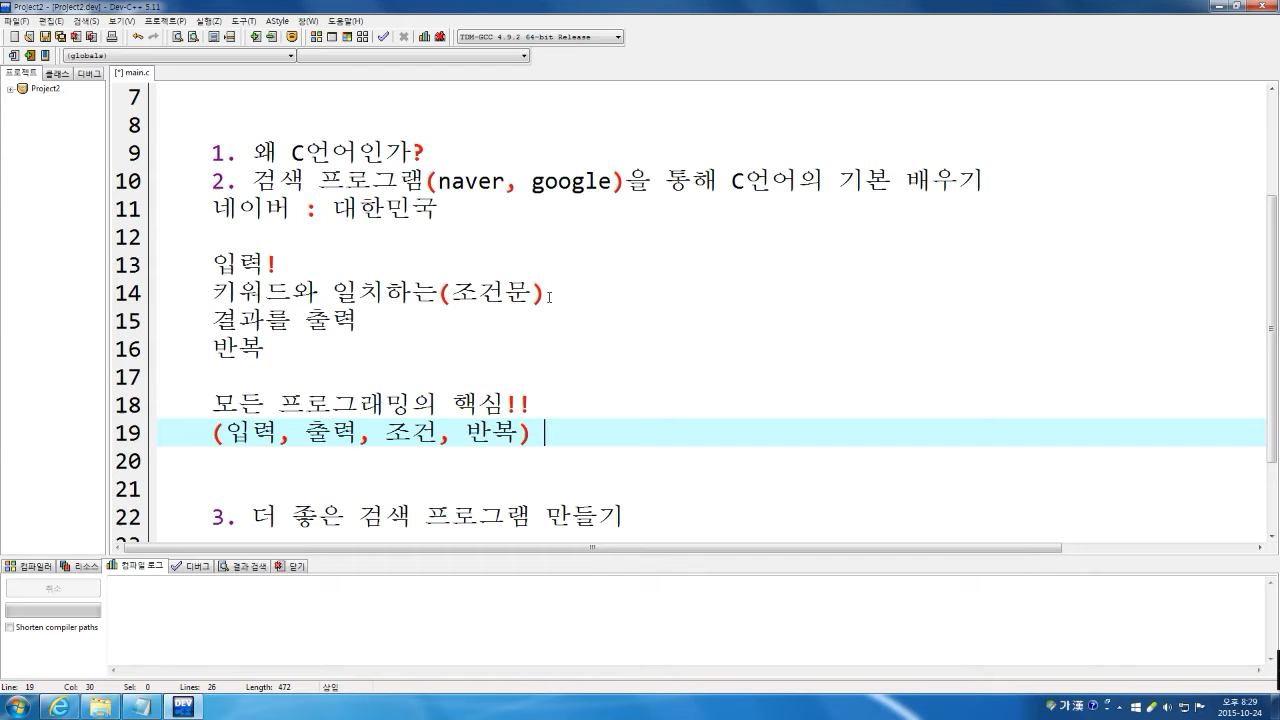 Project2 - [Project2.dev] - Dev-C++ 5.11
파일(F) 편집(E) 검색(S) 보기(V) 프로젝트(P) 실행(Z) 도구(T) AStyle 창(W) 도움말(H)
TDM-GCC 4.9.2 64-bit Release
(globals)
프로젝트 클래스 디버그 [*] main.c
Project2
7
8
9 1. 왜 C언어인가?
10 2. 검색 프로그램(naver, google)을 통해 C언어의 기본 배우기
11 네이버 : 대한민국
12
13 입력!
14 키워드와 일치하는(조건문)
15 결과를 출력
16 반복
17
18 모든 프로그래밍의 핵심!!
19 (입력, 출력, 조건, 반복)
20
21
22 3. 더 좋은 검색 프로그램 만들기
컴파일러 리소스 컴파일 로그 디버그 결과 검색 닫기
취소
Shorten compiler paths
Line: 19 Col: 30 Sel: 0 Lines: 26 Length: 472 삽입
DEV 가 漢 오후 8:29
2015-10-24